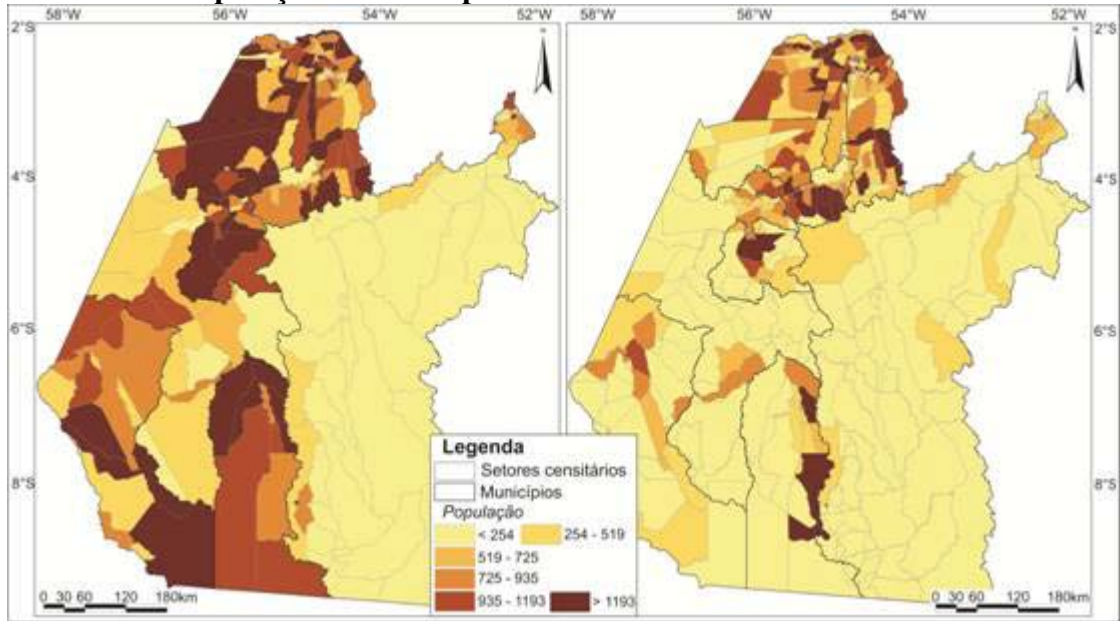 58°W 56°W 54°W 52°W 58°W 56°W 54°W 52°W
2°S 2°S
4°S 4°S
6°S 6°S
8°S 8°S
Legenda
Setores censitários
Municípios
População
< 254 254 - 519
519 - 725
725 - 935
935 - 1193 > 1193
0 30 60 120 180km
0 30 60 120 180km